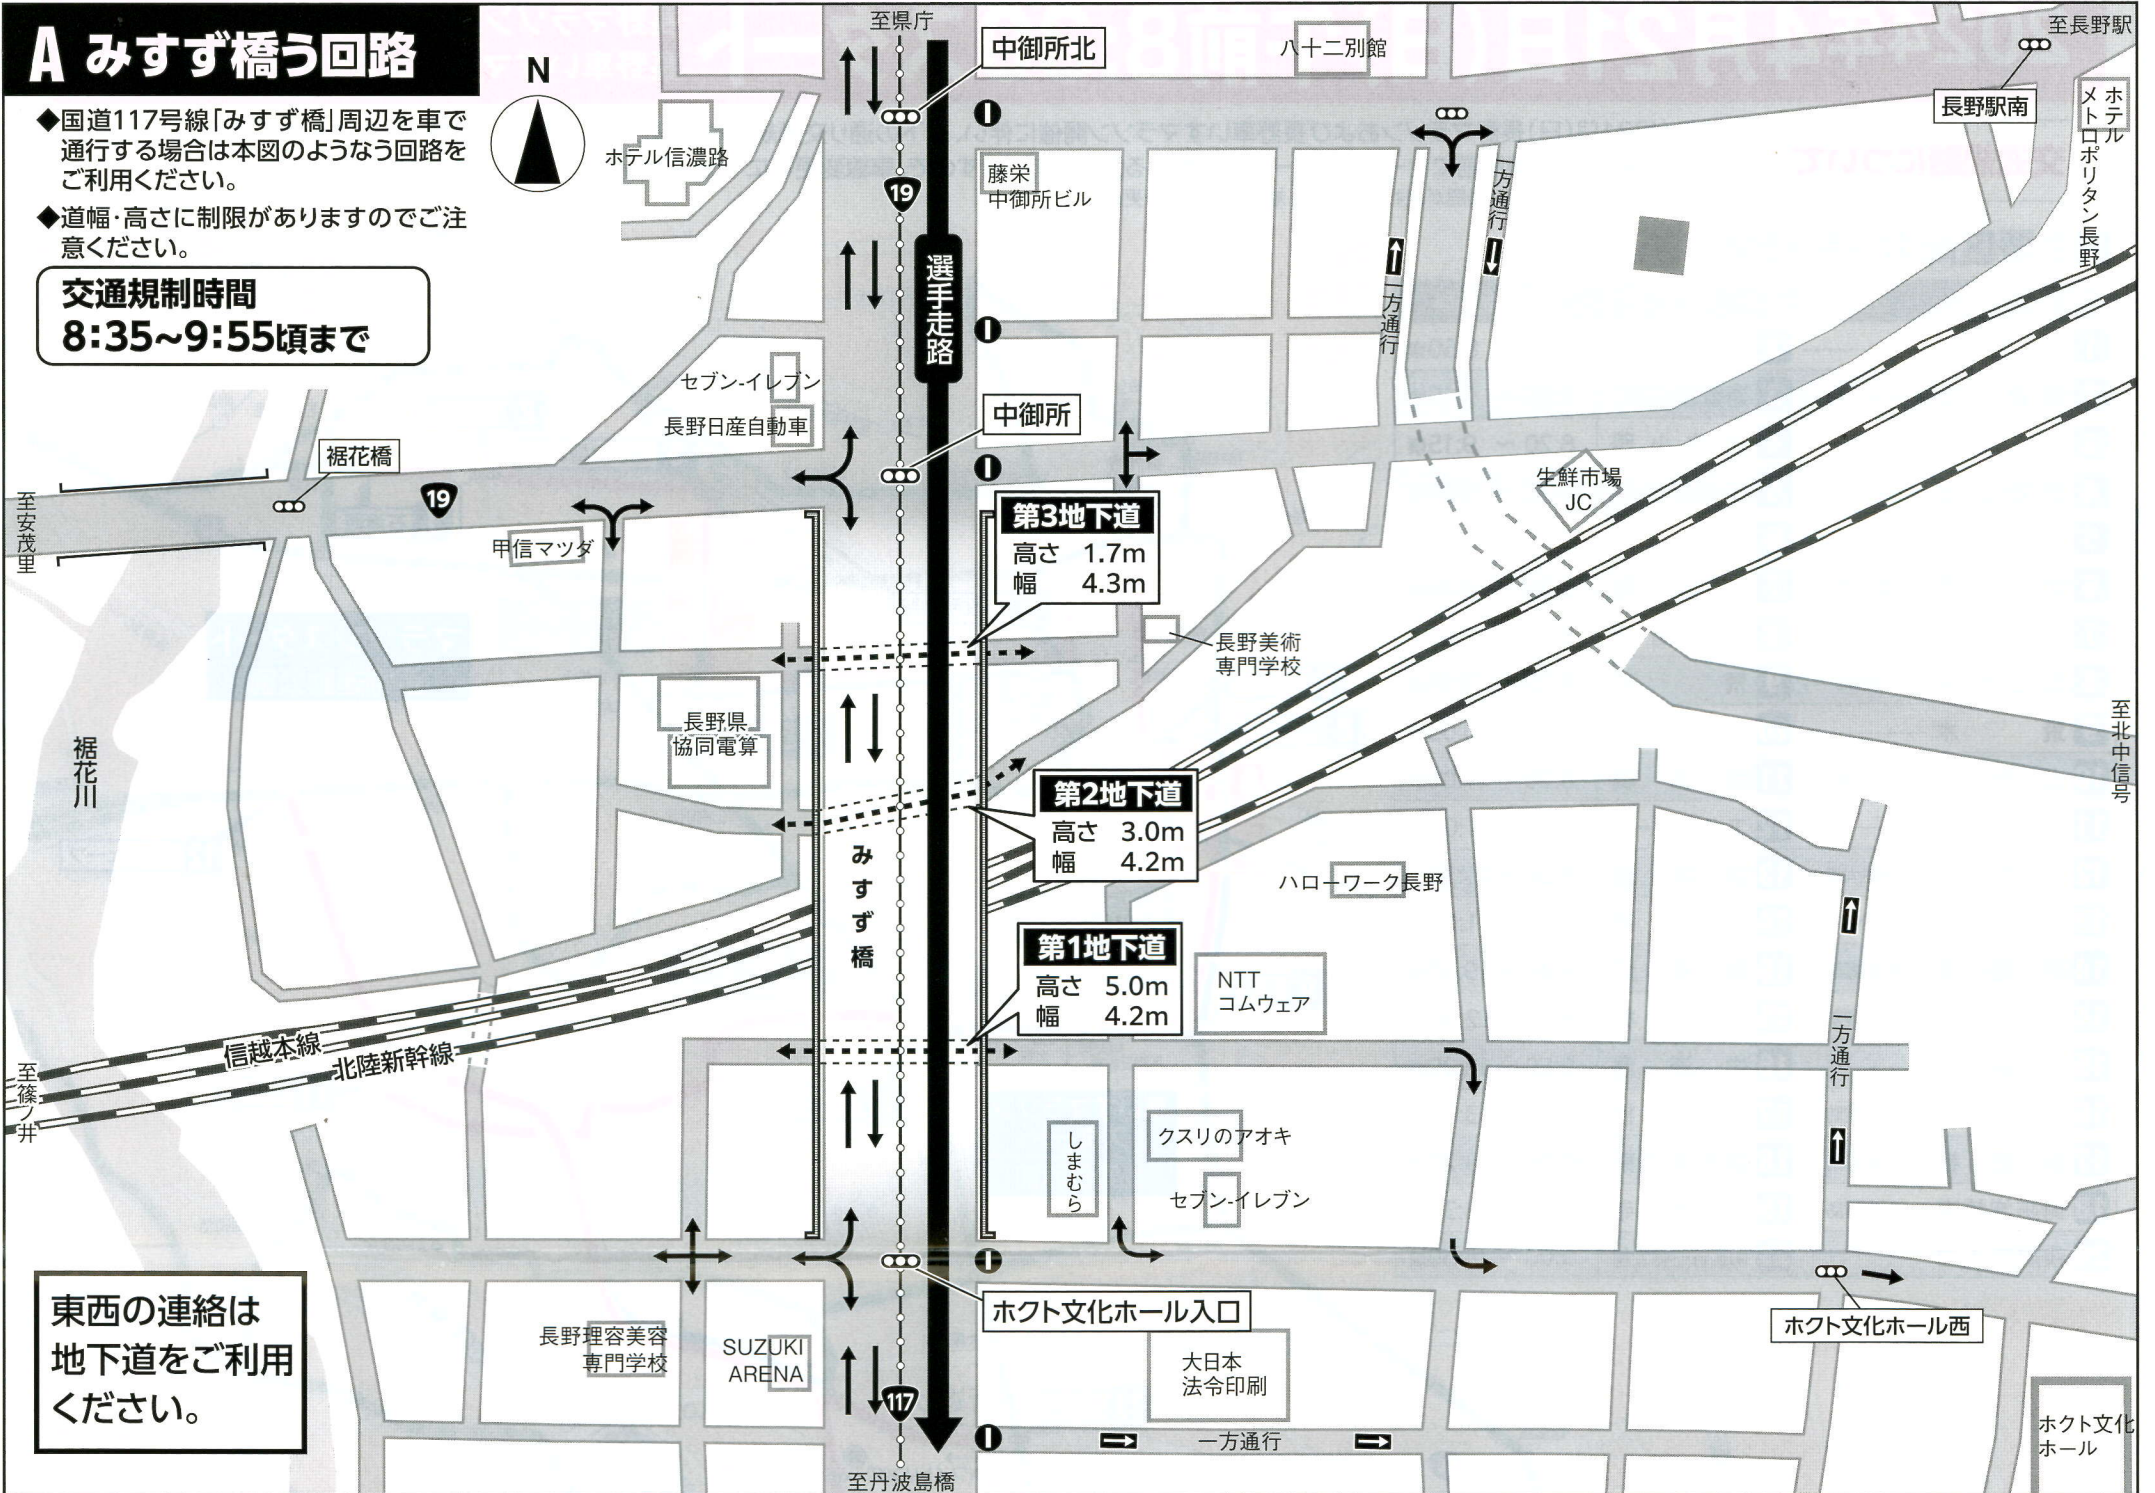 A みすず橋う回路
◆国道117号線「みすず橋」周辺を車で
通行する場合は本図のようなう回路を
ご利用ください。
◆道幅・高さに制限がありますのでご注
意ください。
交通規制時間
8:35～9:55頃まで
N
至県庁
中御所北
八十二別館
至長野駅
長野駅南
ホテル
メトロポリタン長野
ホテル信濃路
19
藤栄
中御所ビル
一方通行
一方通行
選手走路
セブン-イレブン
長野日産自動車
中御所
裾花橋
19
至安茂里
甲信マツダ
生鮮市場
JC
第3地下道
高さ 1.7m
幅 4.3m
長野美術
専門学校
長野県
協同電算
裾花川
至北中信号
第2地下道
高さ 3.0m
幅 4.2m
みすず橋
ハローワーク長野
第1地下道
高さ 5.0m
幅 4.2m
NTT
コムウェア
信越本線
北陸新幹線
至篠ノ井
一方通行
しまむら
クスリのアオキ
セブン-イレブン
東西の連絡は
地下道をご利用
ください。
ホクト文化ホール入口
ホクト文化ホール西
長野理容美容
専門学校
SUZUKI
ARENA
大日本
法令印刷
117
一方通行
ホクト文化
ホール
至丹波島橋